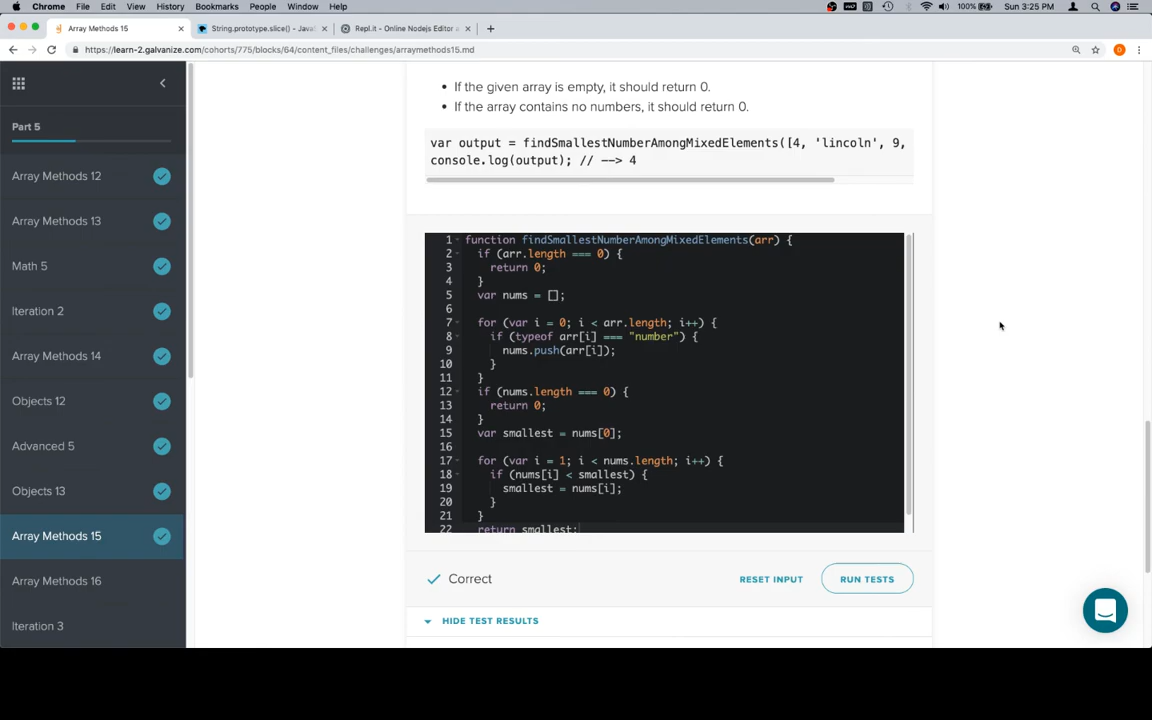 Chrome File Edit View History Bookmarks People Window Help 100% Sun 3:25 PM
Array Methods 15 String.prototype.slice() - JavaS Repl.it - Online Nodejs Editor a
https://learn-2.galvanize.com/cohorts/775/blocks/64/content_files/challenges/arraymethods15.md
Part 5
Array Methods 12
Array Methods 13
Math 5
Iteration 2
Array Methods 14
Objects 12
Advanced 5
Objects 13
Array Methods 15
Array Methods 16
Iteration 3
• If the given array is empty, it should return 0.
• If the array contains no numbers, it should return 0.
var output = findSmallestNumberAmongMixedElements([4, 'lincoln', 9,
console.log(output); // --> 4
1 function findSmallestNumberAmongMixedElements(arr) {
2 if (arr.length === 0) {
3 return 0;
4 }
5 var nums = [];
6
7 for (var i = 0; i < arr.length; i++) {
8 if (typeof arr[i] === "number") {
9 nums.push(arr[i]);
10 }
11 }
12 if (nums.length === 0) {
13 return 0;
14 }
15 var smallest = nums[0];
16
17 for (var i = 1; i < nums.length; i++) {
18 if (nums[i] < smallest) {
19 smallest = nums[i];
20 }
21 }
22 return smallest;
Correct RESET INPUT RUN TESTS
HIDE TEST RESULTS